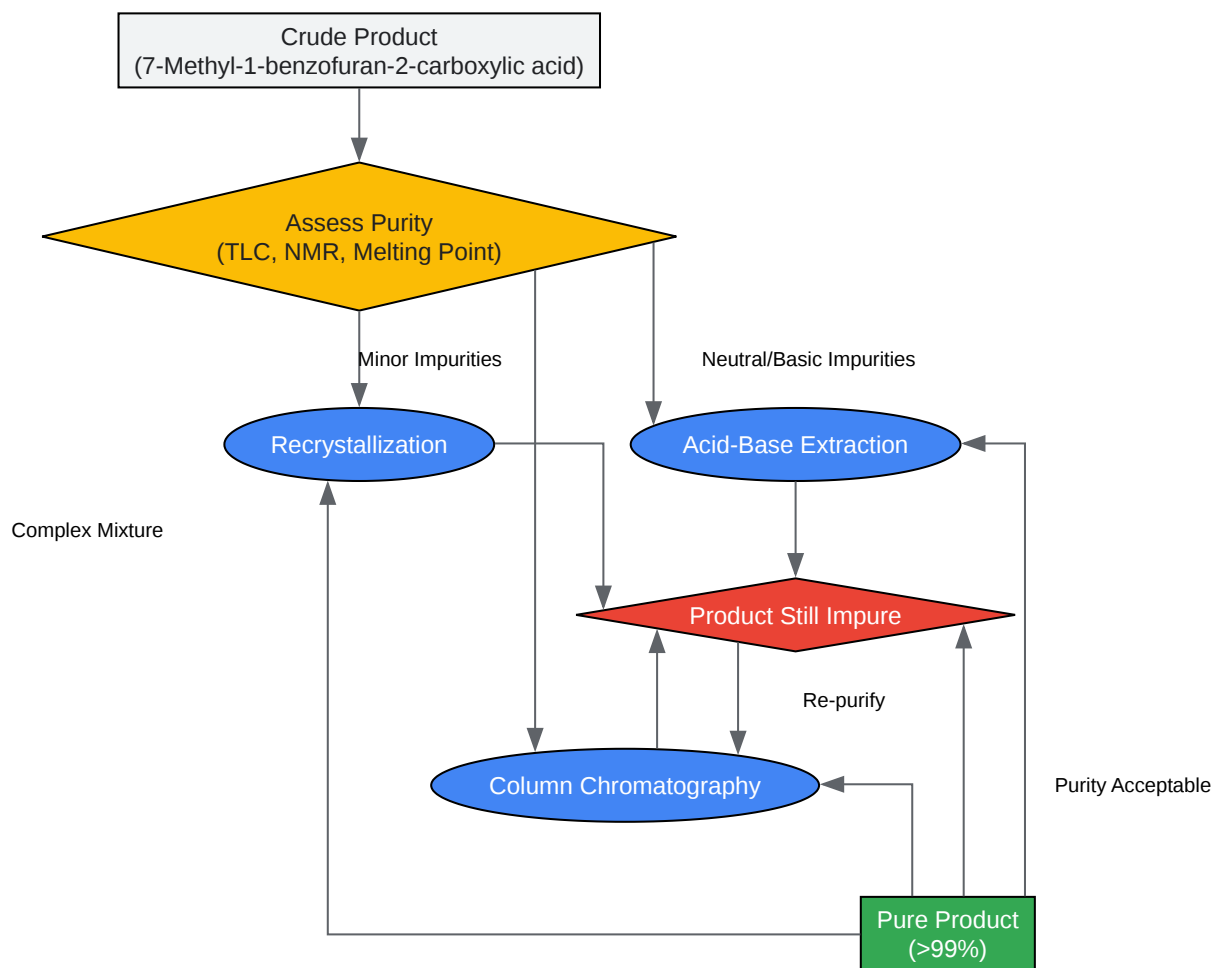 Crude Product
(7-Methyl-1-benzofuran-2-carboxylic acid)
Assess Purity
(TLC, NMR, Melting Point)
Minor Impurities
Neutral/Basic Impurities
Recrystallization
Acid-Base Extraction
Complex Mixture
Product Still Impure
Re-purify
Column Chromatography
Purity Acceptable
Pure Product
(>99%)